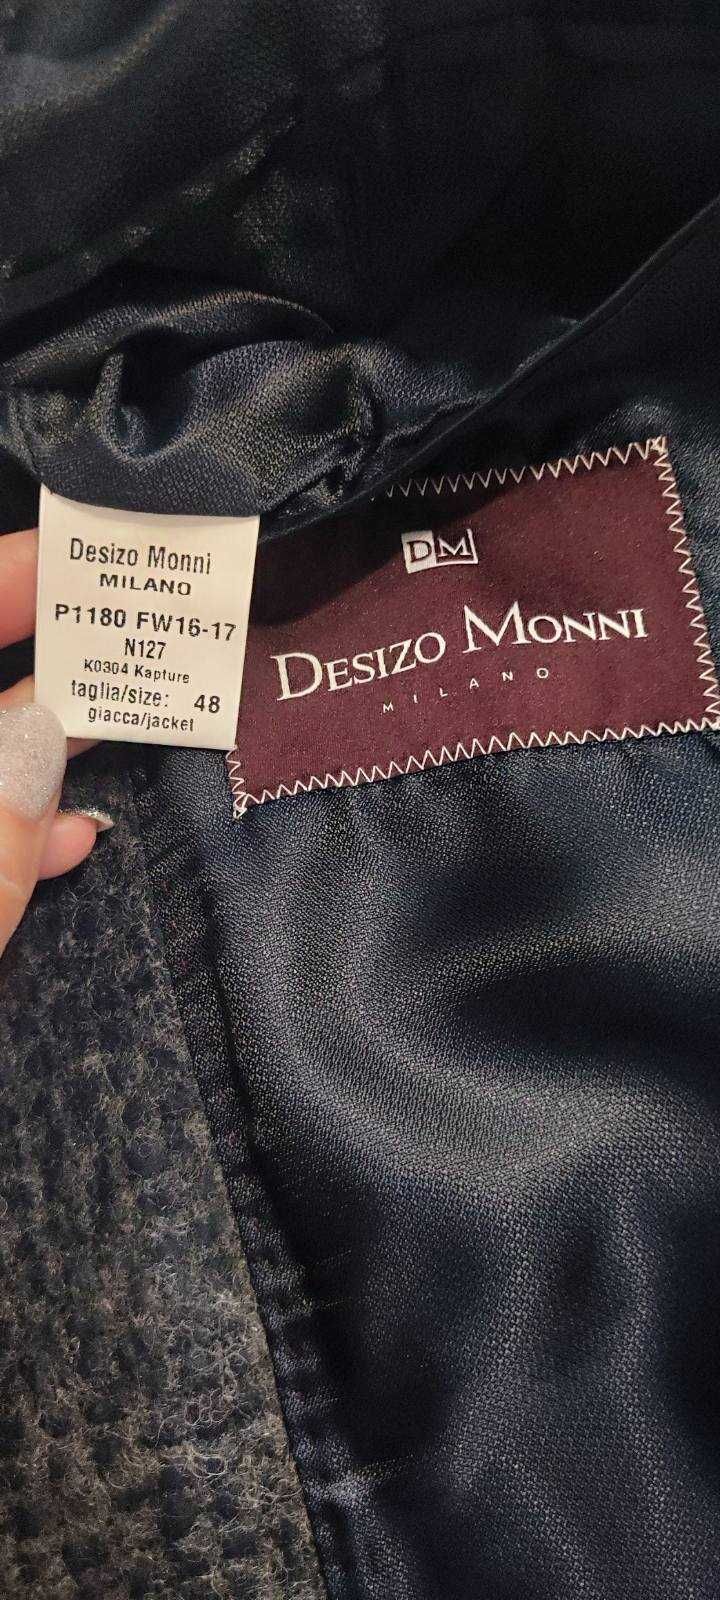 Desizo Monni
MILANO
P1180 FW16-17
N127
K0304 Kapture
taglia/size: 48
giacca/jacket
DM
DESIZO MONNI
MILANO